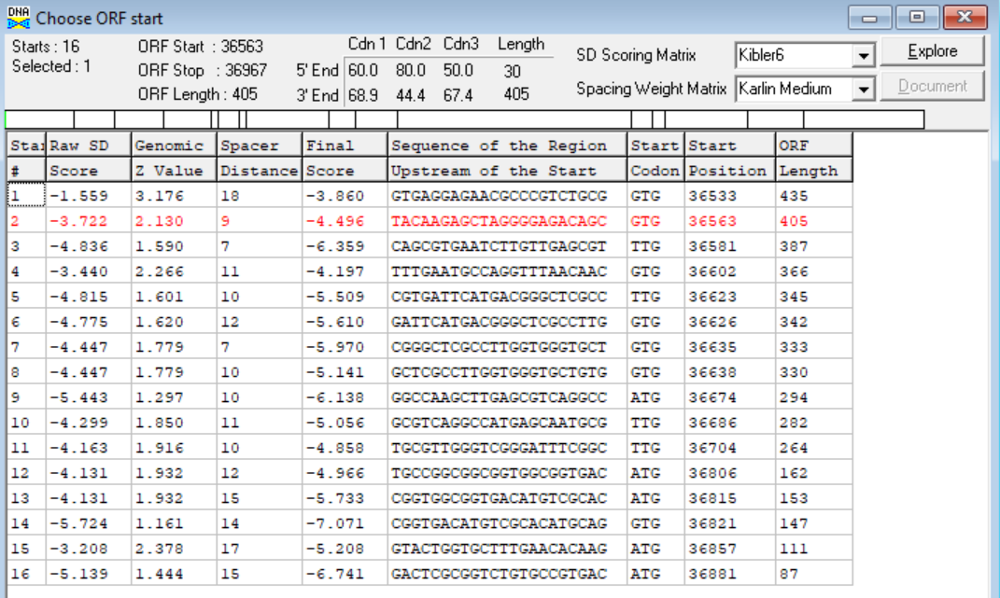 DNA Choose ORF start
Starts : 16 ORF Start : 36563 Cdn 1 Cdn2 Cdn3 Length SD Scoring Matrix Kibler6 Explore
Selected : 1 ORF Stop : 36967 5' End 60.0 80.0 50.0 30 Spacing Weight Matrix Karlin Medium Document
ORF Length : 405 3' End 68.9 44.4 67.4 405
Star Raw SD Genomic Spacer Final Sequence of the Region Start Start ORF
# Score Z Value Distance Score Upstream of the Start Codon Position Length
1 -1.559 3.176 18 -3.860 GTGAGGAGAACGCCCGTCTGCG GTG 36533 435
2 -3.722 2.130 9 -4.496 TACAAGAGCTAGGGGAGACAGC GTG 36563 405
3 -4.836 1.590 7 -6.359 CAGCGTGAATCTTGTTGAGCGT TTG 36581 387
4 -3.440 2.266 11 -4.197 TTTGAATGCCAGGTTTAACAAC GTG 36602 366
5 -4.815 1.601 10 -5.509 CGTGATTCATGACGGGCTCGCC TTG 36623 345
6 -4.775 1.620 12 -5.610 GATTCATGACGGGCTCGCCTTG GTG 36626 342
7 -4.447 1.779 7 -5.970 CGGGCTCGCCTTGGTGGGTGCT GTG 36635 333
8 -4.447 1.779 10 -5.141 GCTCGCCTTGGTGGGTGCTGTG GTG 36638 330
9 -5.443 1.297 10 -6.138 GGCCAAGCTTGAGCGTCAGGCC ATG 36674 294
10 -4.299 1.850 11 -5.056 GCGTCAGGCCATGAGCAATGCG TTG 36686 282
11 -4.163 1.916 10 -4.858 TGCGTTGGGTCGGGATTTCGGC TTG 36704 264
12 -4.131 1.932 12 -4.966 TGCCGGCGGCGGTGGCGGTGAC ATG 36806 162
13 -4.131 1.932 15 -5.733 CGGTGGCGGTGACATGTCGCAC ATG 36815 153
14 -5.724 1.161 14 -7.071 CGGTGACATGTCGCACATGCAG GTG 36821 147
15 -3.208 2.378 17 -5.208 GTACTGGTGCTTTGAACACAAG ATG 36857 111
16 -5.139 1.444 15 -6.741 GACTCGCGGTCTGTGCCGTGAC ATG 36881 87